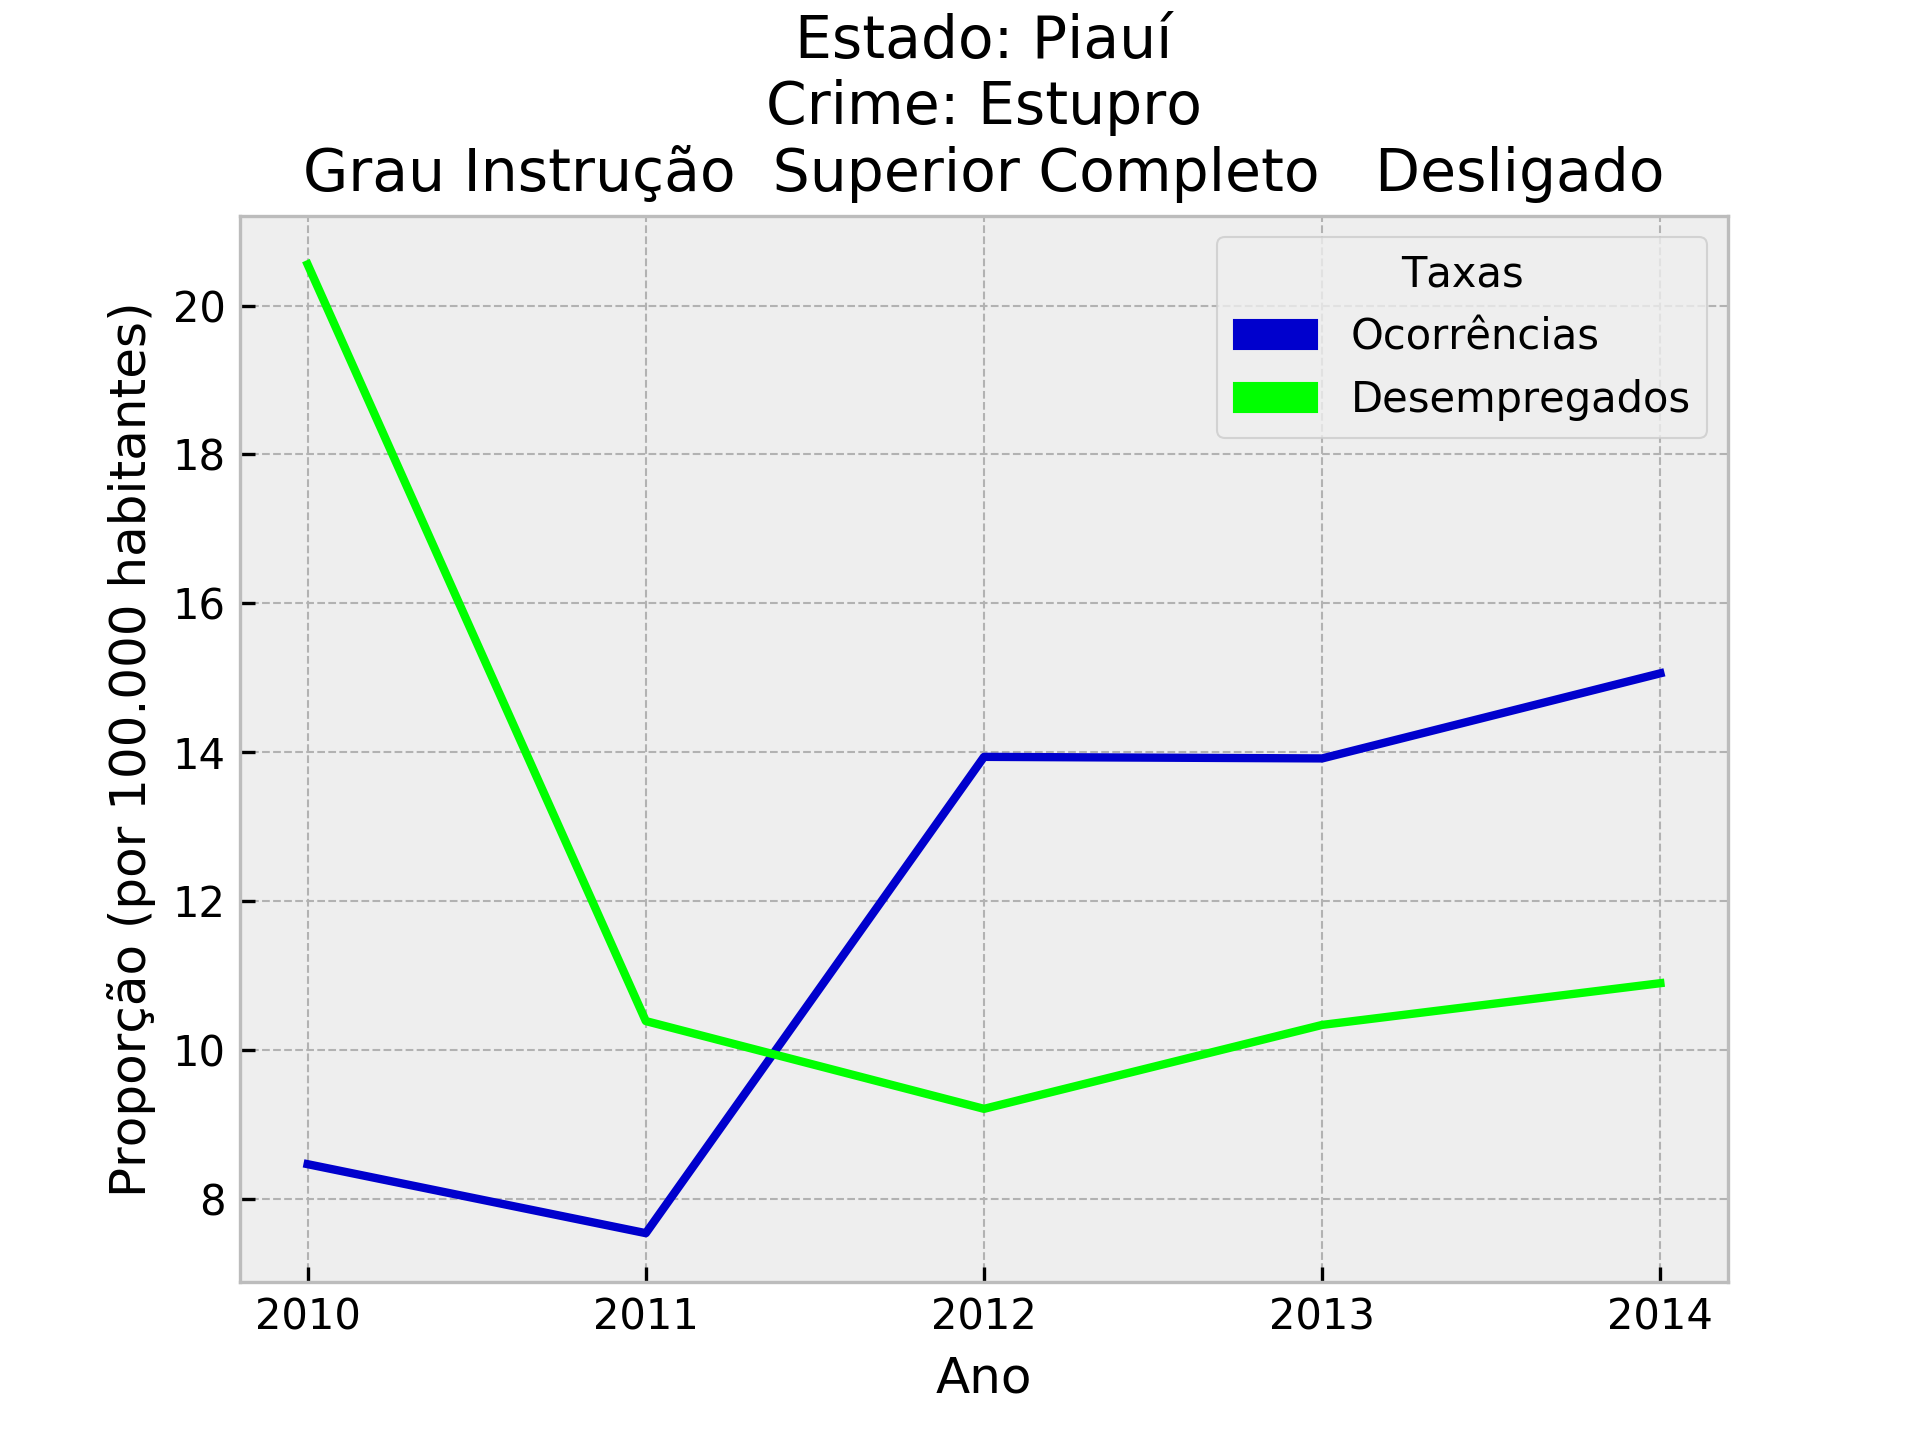 Estado: Piauí
Crime: Estupro
Grau Instrução  Superior Completo   Desligado
Taxas
Ocorrências
Desempregados
Proporção (por 100.000 habitantes)
20
18
16
14
12
10
8
2010 2011 2012 2013 2014
Ano